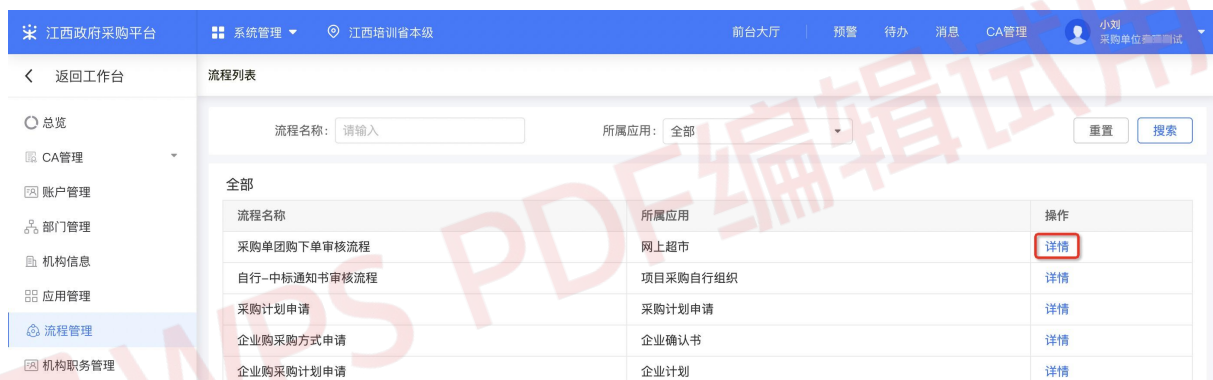 江西政府采购平台 系统管理 江西培训省本级 前台大厅 预警 待办 消息 CA管理 小刘
采购单位 试
返回工作台 流程列表
总览 流程名称: 请输入 所属应用: 全部 重置 搜索
CA管理
账户管理 全部
部门管理 流程名称 所属应用 操作
采购单团购下单审核流程 网上超市 详情
机构信息 自行-中标通知书审核流程 项目采购自行组织 详情
应用管理 采购计划申请 采购计划申请 详情
流程管理 企业购采购方式申请 企业确认书 详情
机构职务管理 企业购采购计划申请 企业计划 详情
WPS PDF编辑试用